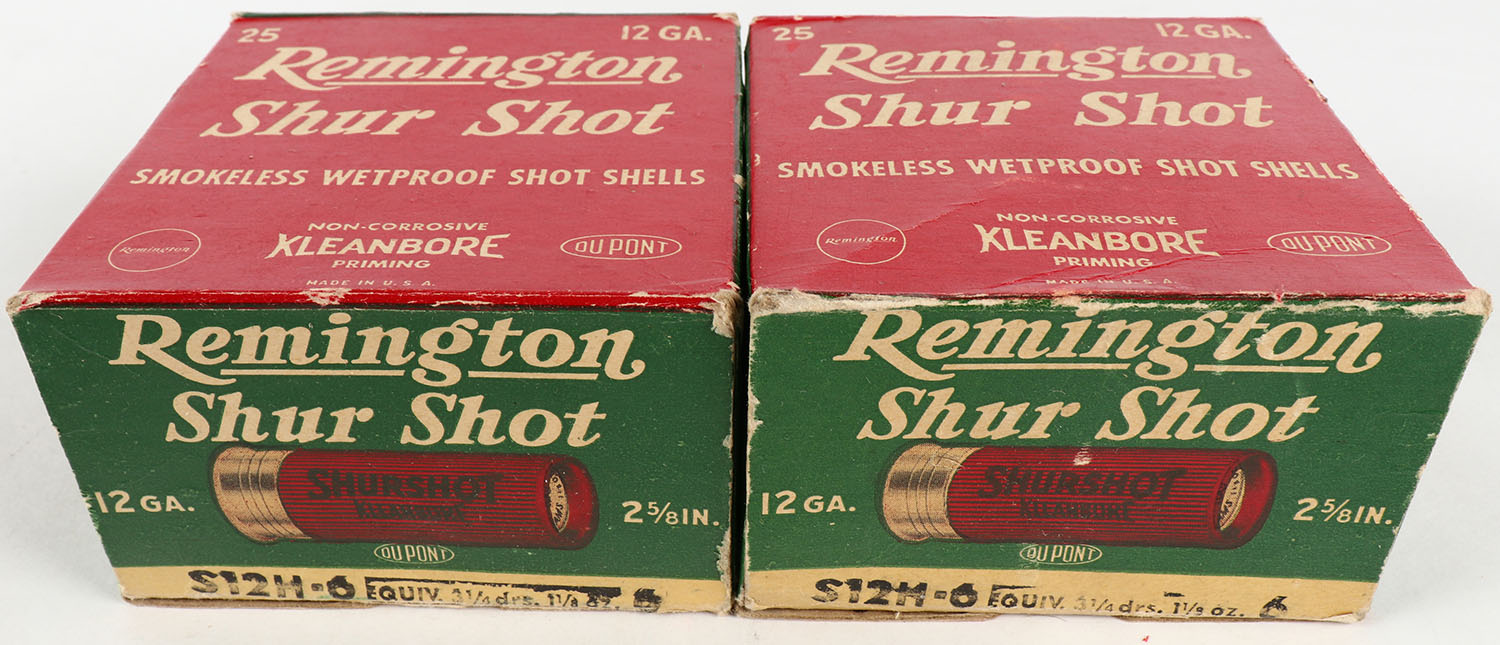 25 12 GA.
Remington
Shur Shot
SMOKELESS WETPROOF SHOT SHELLS
Remington
NON-CORROSIVE
KLEANBORE
PRIMING
DU PONT
MADE IN U.S.A.
Remington
Shur Shot
12 GA.
SHURSHOT
KLEANBORE
2 5/8 IN.
DU PONT
S12H-6 EQUIV. 3 1/4 drs. 1 1/8 oz. 6
25 12 GA.
Remington
Shur Shot
SMOKELESS WETPROOF SHOT SHELLS
Remington
NON-CORROSIVE
KLEANBORE
PRIMING
DU PONT
MADE IN U.S.A.
Remington
Shur Shot
12 GA.
SHURSHOT
KLEANBORE
2 5/8 IN.
DU PONT
S12H-6 EQUIV. 3 1/4 drs. 1 1/8 oz. 6